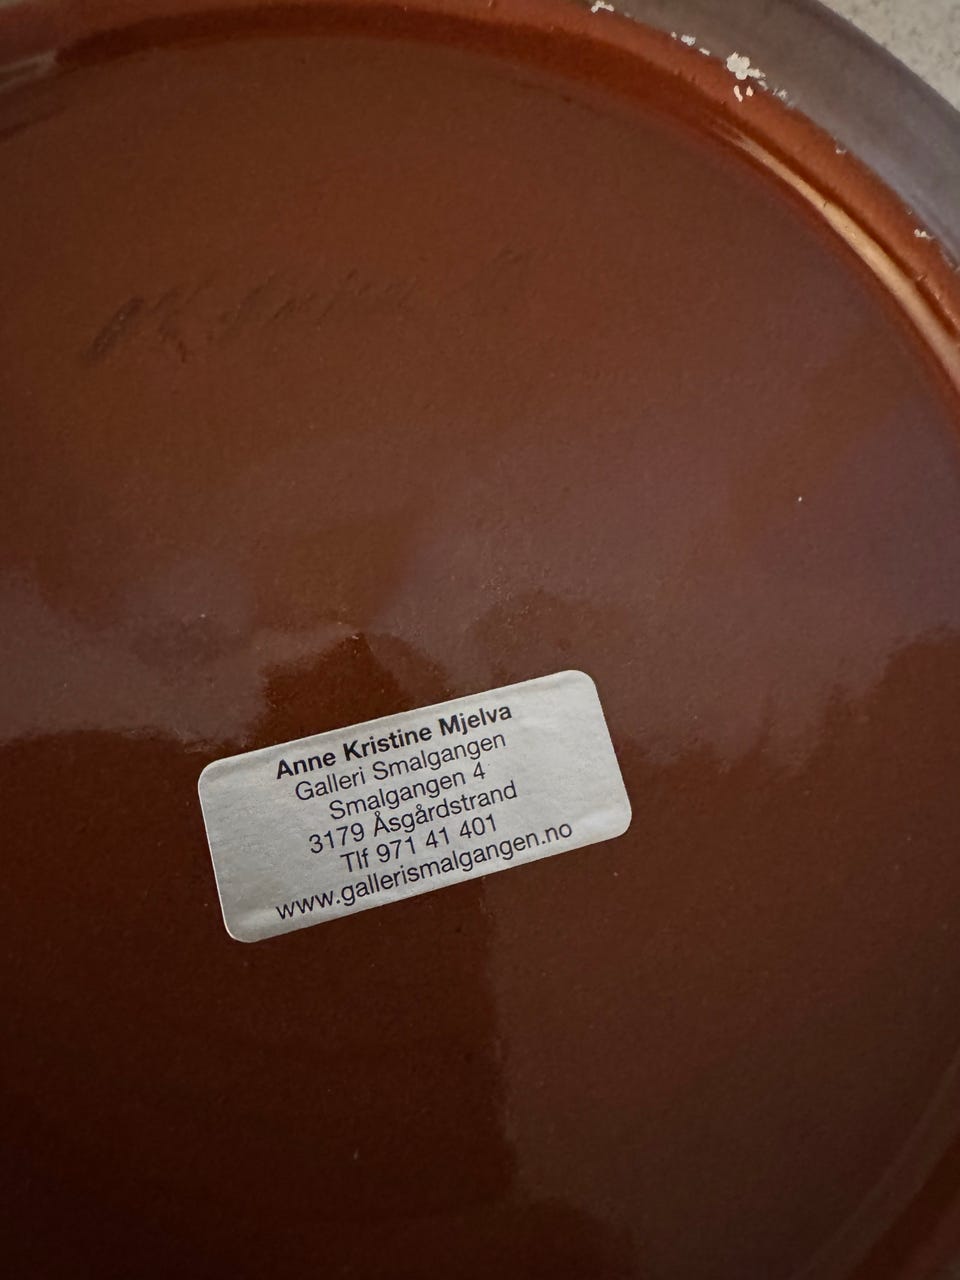 Anne Kristine Mjelva
Galleri Smalgangen
Smalgangen 4
3179 Åsgårdstrand
Tlf 971 41 401
www.gallerismalgangen.no